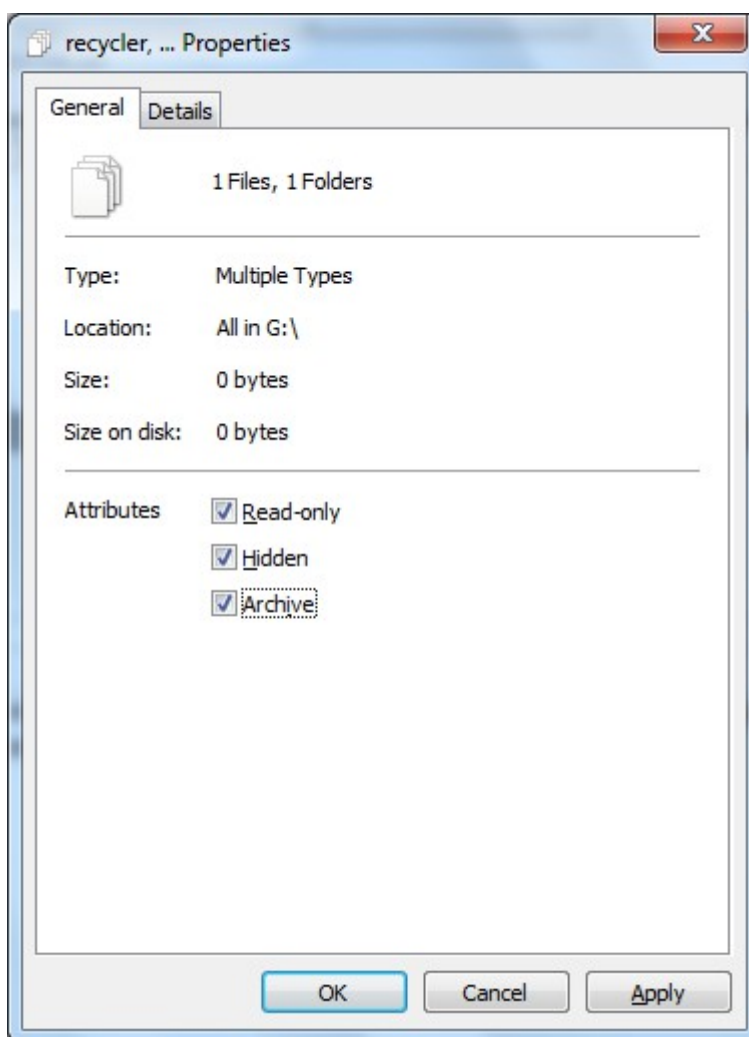 recycler, ... Properties
General Details
1 Files, 1 Folders
Type: Multiple Types
Location: All in G:\
Size: 0 bytes
Size on disk: 0 bytes
Attributes Read-only
Hidden
Archive
OK Cancel Apply